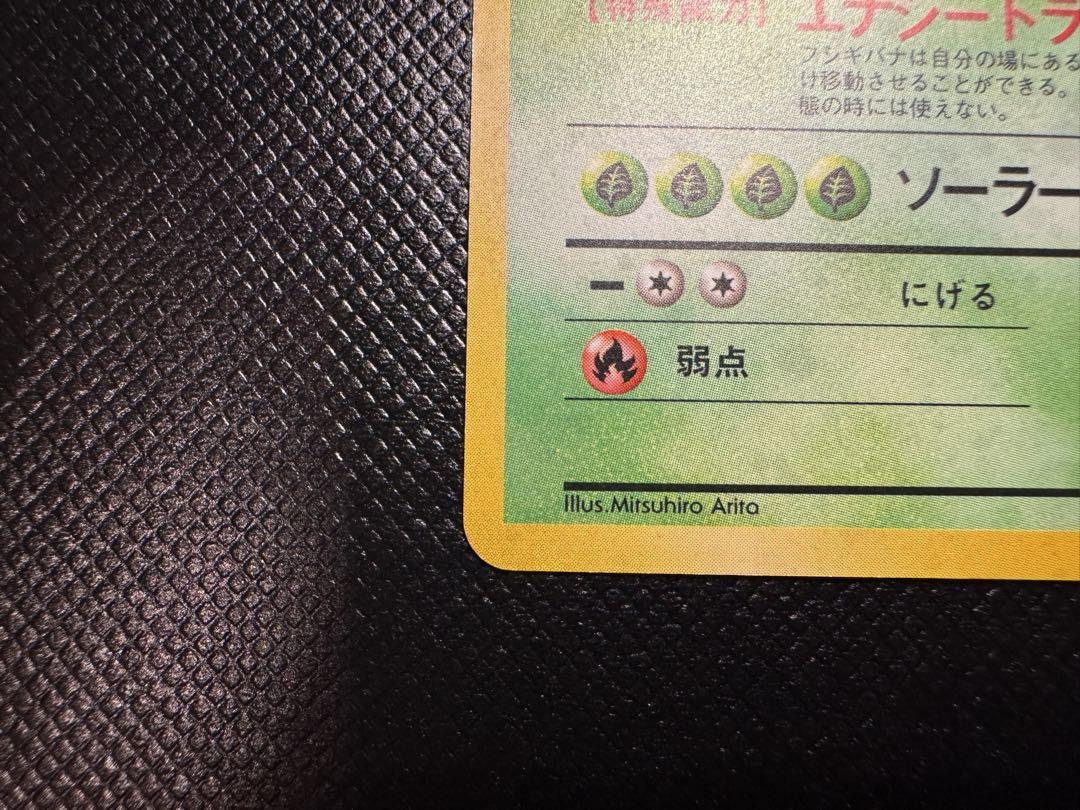 [特殊能力] エナジートラ
フシギバナは自分の場にある
け移動させることができる。
態の時には使えない。
ソーラー
ー にげる
弱点
Illus.Mitsuhiro Arita